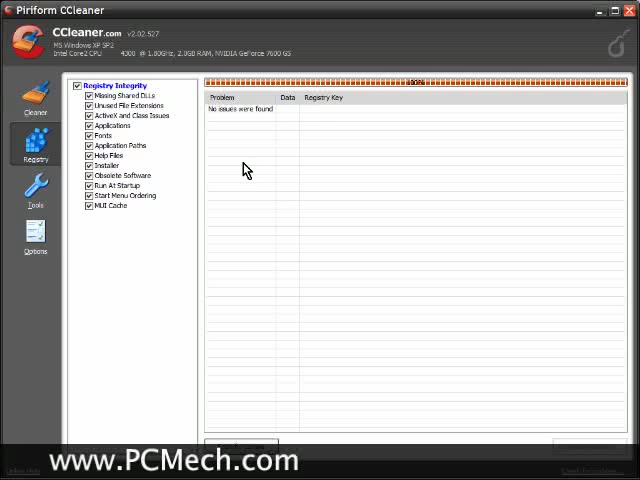 Piriform CCleaner
CCleaner.com v2.02.527
MS Windows XP SP2
Intel Core2 CPU 4300 @ 1.80GHz, 2.0GB RAM, NVIDIA GeForce 7600 GS
Cleaner
Registry
Tools
Options
Registry Integrity
Missing Shared DLLs
Unused File Extensions
ActiveX and Class Issues
Applications
Fonts
Application Paths
Help Files
Installer
Obsolete Software
Run At Startup
Start Menu Ordering
MUI Cache
100%
Problem Data Registry Key
No issues were found
www.PCMech.com